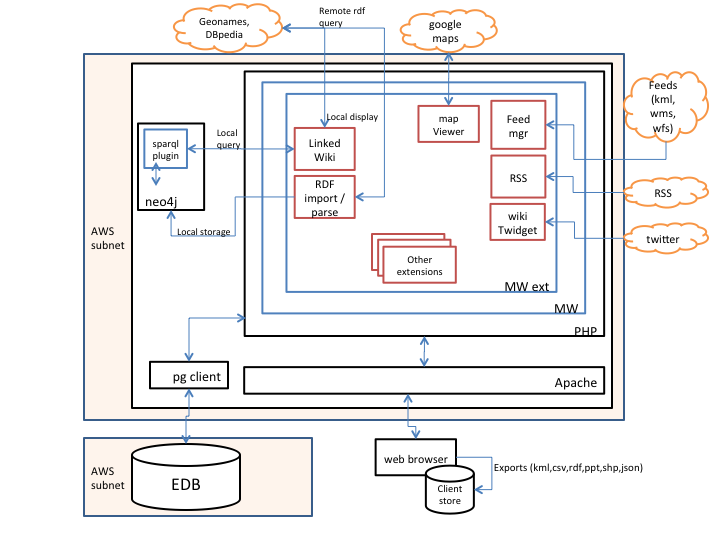 Geonames,
DBpedia
Remote rdf
query
google
maps
Feeds
(kml,
wms,
wfs)
Local display
map
Viewer
Feed
mgr
sparql
plugin
Local
query
Linked
Wiki
RDF
import /
parse
RSS
RSS
neo4j
wiki
Twidget
twitter
AWS
subnet
Local storage
Other
extensions
MW ext
MW
PHP
pg client
Apache
AWS
subnet
EDB
web browser
Exports (kml,csv,rdf,ppt,shp,json)
Client
store